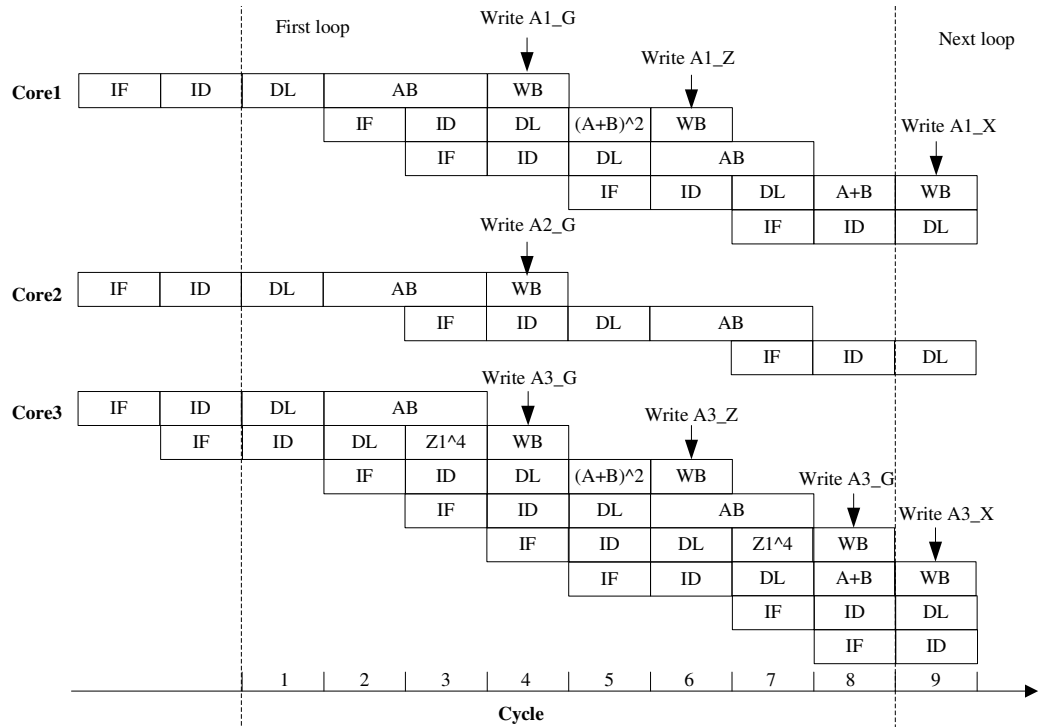 Write A1_G
First loop
Next loop
Write A1_Z
Core1 IF ID DL AB WB
Write A1_X
IF ID DL (A+B)^2 WB
IF ID DL AB
IF ID DL A+B WB
IF ID DL
Write A2_G
Core2 IF ID DL AB WB
IF ID DL AB
IF ID DL
Write A3_G
Core3 IF ID DL AB
Write A3_Z
IF ID DL Z1^4 WB
IF ID DL (A+B)^2 WB
Write A3_G
IF ID DL AB
Write A3_X
IF ID DL Z1^4 WB
IF ID DL A+B WB
IF ID DL
IF ID
1 2 3 4 5 6 7 8 9
Cycle